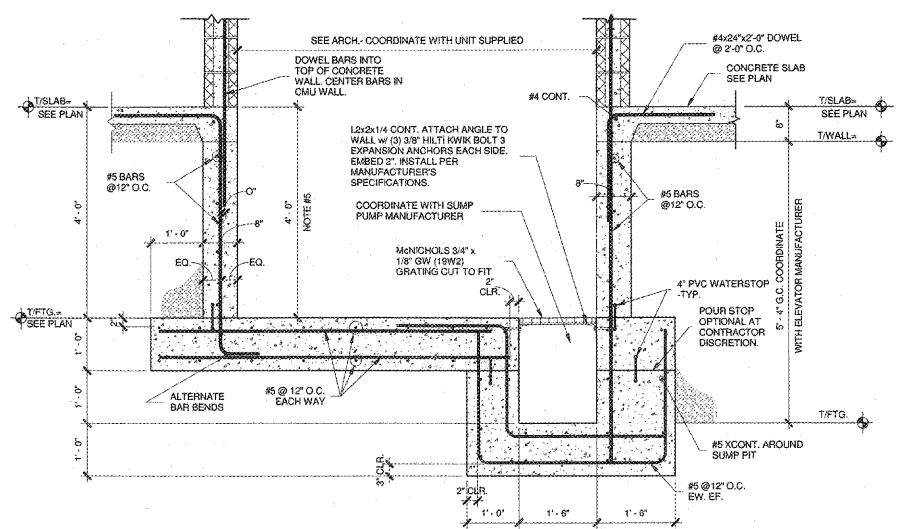 SEE ARCH.- COORDINATE WITH UNIT SUPPLIED
DOWEL BARS INTO
TOP OF CONCRETE
WALL. CENTER BARS IN
CMU WALL.
#4x24"x2'-0" DOWEL
@ 2'-0" O.C.
CONCRETE SLAB
SEE PLAN
#4 CONT.
T/SLAB=
SEE PLAN
T/SLAB=
SEE PLAN
6"
T/WALL=
L2x2x1/4 CONT. ATTACH ANGLE TO
WALL w/ (3) 3/8" HILTI KWIK BOLT 3
EXPANSION ANCHORS EACH SIDE.
EMBED 2". INSTALL PER
MANUFACTURER'S
SPECIFICATIONS.
#5 BARS
@12" O.C.
0"
8"
4' - 0"
4' - 0"
NOTE #5
8"
#5 BARS
@12" O.C.
COORDINATE WITH SUMP
PUMP MANUFACTURER
1' - 0"
EQ.
EQ.
McNICHOLS 3/4" x
1/8" GW (19W2)
GRATING CUT TO FIT
2"
CLR.
4" PVC WATERSTOP
-TYP.
5' - 4" G.C. COORDINATE
WITH ELEVATOR MANUFACTURER
T/FTG.=
SEE PLAN
2"
POUR STOP
OPTIONAL AT
CONTRACTOR
DISCRETION.
1' - 0"
1' - 0"
1' - 0"
ALTERNATE
BAR BENDS
#5 @ 12" O.C.
EACH WAY
T/FTG.
#5 XCONT. AROUND
SUMP PIT
3" CLR.
2" CLR.
#5 @12" O.C.
EW. EF.
1' - 0"
1' - 6"
1' - 6"